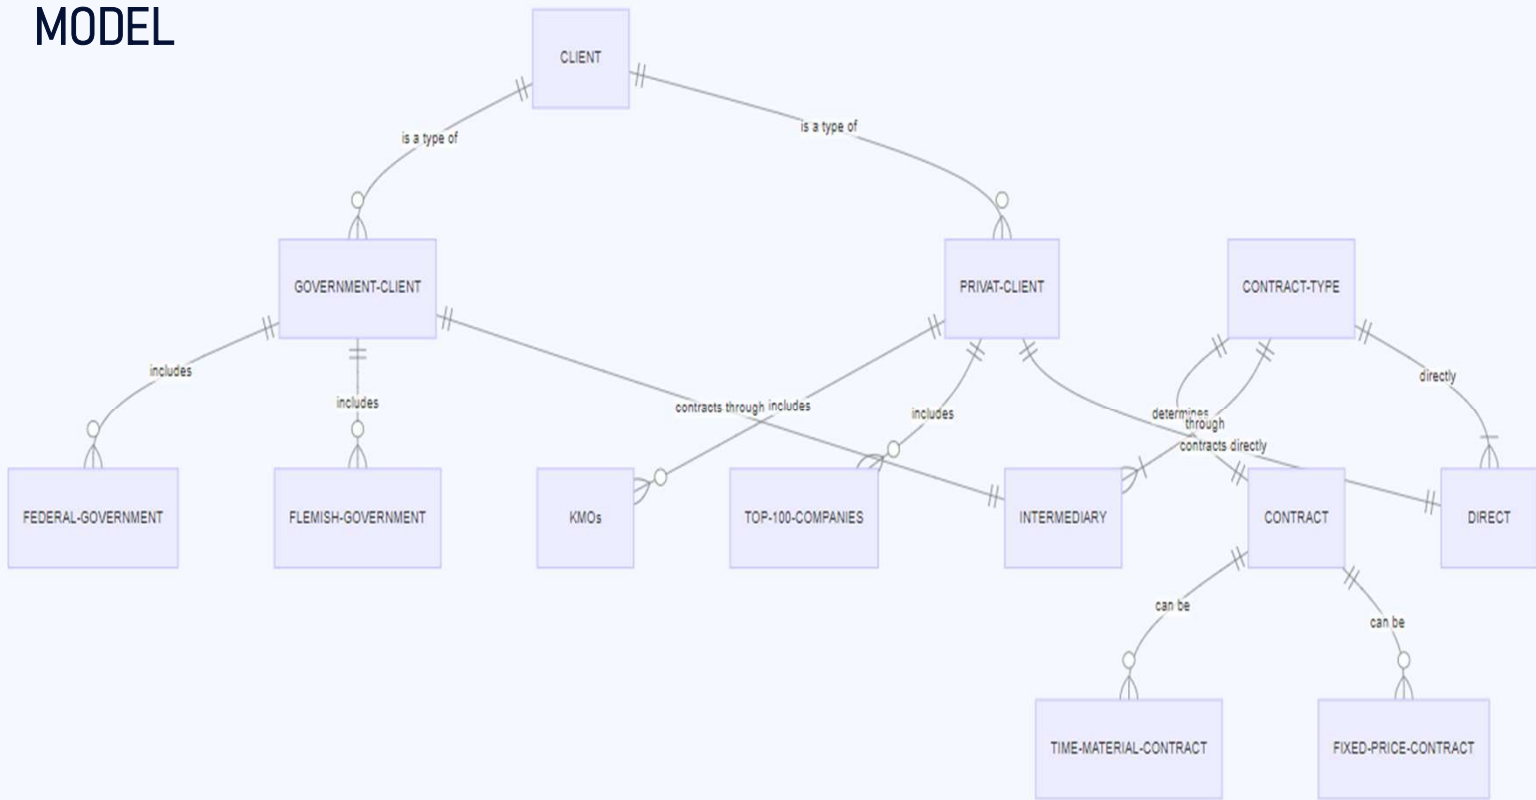 MODEL
CLIENT
is a type of
is a type of
GOVERNMENT-CLIENT
PRIVAT-CLIENT
CONTRACT-TYPE
includes
includes
contracts through
includes
includes
determines
through
contracts directly
directly
FEDERAL-GOVERNMENT
FLEMISH-GOVERNMENT
KMOs
TOP-100-COMPANIES
INTERMEDIARY
CONTRACT
DIRECT
can be
can be
TIME-MATERIAL-CONTRACT
FIXED-PRICE-CONTRACT